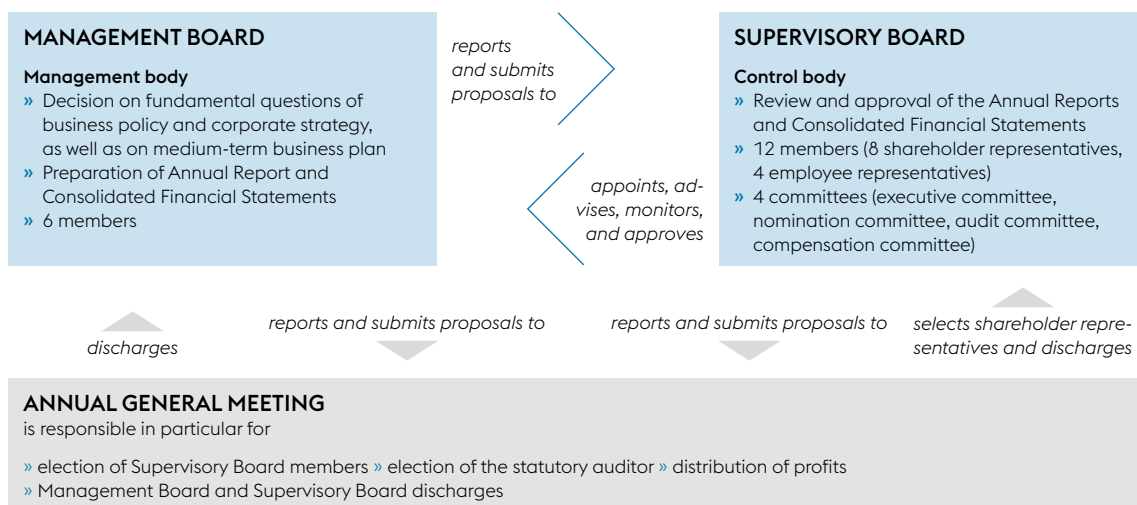 MANAGEMENT BOARD
Management body
» Decision on fundamental questions of
business policy and corporate strategy,
as well as on medium-term business plan
» Preparation of Annual Report and
Consolidated Financial Statements
» 6 members
reports
and submits
proposals to
appoints, ad-
vises, monitors,
and approves
SUPERVISORY BOARD
Control body
» Review and approval of the Annual Reports
and Consolidated Financial Statements
» 12 members (8 shareholder representatives,
4 employee representatives)
» 4 committees (executive committee,
nomination committee, audit committee,
compensation committee)
discharges
reports and submits proposals to
reports and submits proposals to
selects shareholder repre-
sentatives and discharges
ANNUAL GENERAL MEETING
is responsible in particular for
» election of Supervisory Board members » election of the statutory auditor » distribution of profits
» Management Board and Supervisory Board discharges